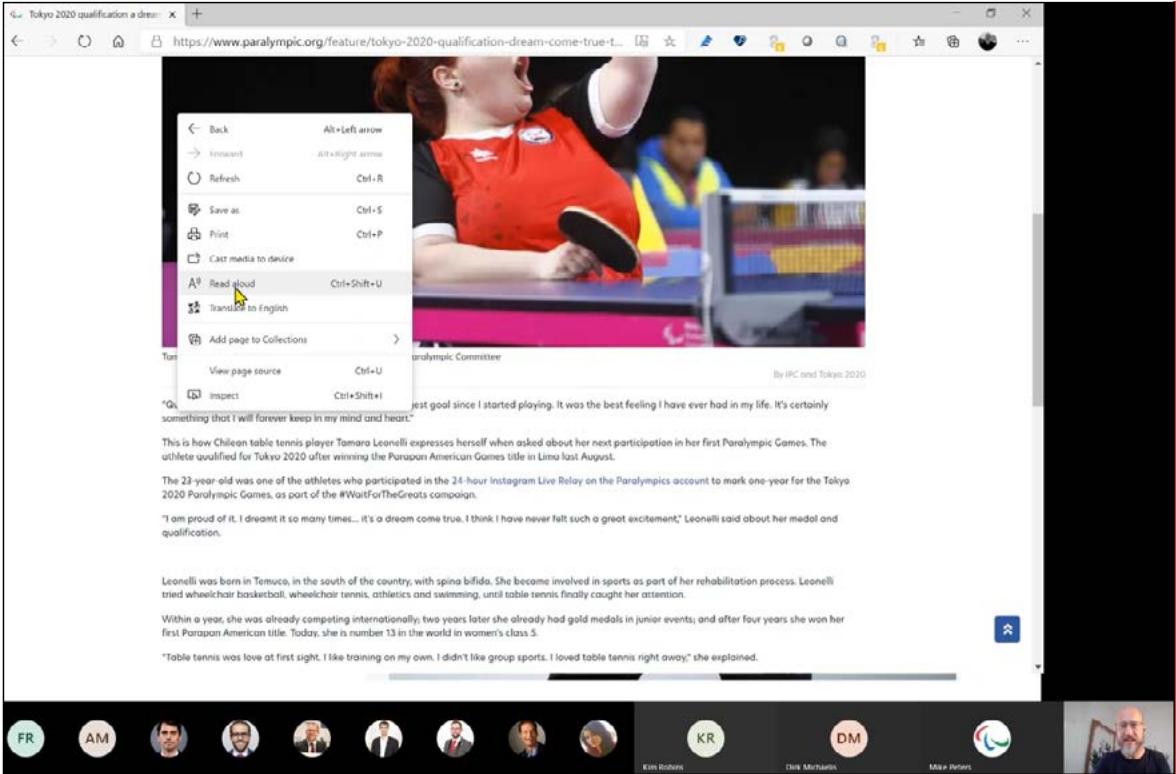 Tokyo 2020 qualification a drea
https://www.paralympic.org/feature/tokyo-2020-qualification-dream-come-true-t...
Back Alt+Left arrow
Forward Alt+Right arrow
Refresh Ctrl+R
Save as Ctrl+S
Print Ctrl+P
Cast media to device
Read aloud Ctrl+Shift+U
Translate to English
Add page to Collections
View page source Ctrl+U
Inspect Ctrl+Shift+I
aralympic Committee
By IPC and Tokyo 2020
est goal since I started playing. It was the best feeling I have ever had in my life. It's certainly
something that I will forever keep in my mind and heart."
This is how Chilean table tennis player Tamara Leonelli expresses herself when asked about her next participation in her first Paralympic Games. The
athlete qualified for Tokyo 2020 after winning the Parapan American Games title in Lima last August.
The 23-year-old was one of the athletes who participated in the 24-hour Instagram Live Relay on the Paralympics account to mark one-year for the Tokyo
2020 Paralympic Games, as part of the #WaitForTheGreats campaign.
"I am proud of it. I dreamt it so many times... it's a dream come true. I think I have never felt such a great excitement," Leonelli said about her medal and
qualification.
Leonelli was born in Temuco, in the south of the country, with spina bifida. She became involved in sports as part of her rehabilitation process. Leonelli
tried wheelchair basketball, wheelchair tennis, athletics and swimming, until table tennis finally caught her attention.
Within a year, she was already competing internationally; two years later she already had gold medals in junior events; and after four years she won her
first Parapan American title. Today, she is number 13 in the world in women's class 5.
"Table tennis was love at first sight. I like training on my own. I didn't like group sports. I loved table tennis right away," she explained.
FR AM KR DM
Kim Robins Dirk Michaelis Mike Peters